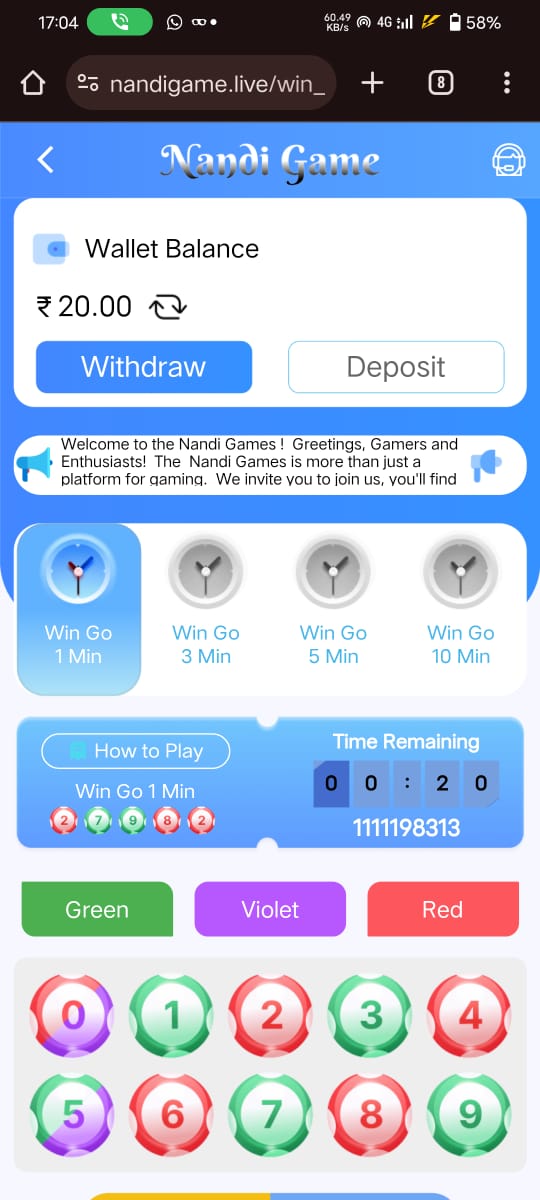 17:04
60.49
KB/s
4G
58%
nandigame.live/win_
8
Nandi Game
Wallet Balance
₹ 20.00
Withdraw
Deposit
Welcome to the Nandi Games ! Greetings, Gamers and
Enthusiasts! The Nandi Games is more than just a
platform for gaming. We invite you to join us, you'll find
Win Go
1 Min
Win Go
3 Min
Win Go
5 Min
Win Go
10 Min
How to Play
Win Go 1 Min
2 7 9 8 2
Time Remaining
0 0 : 2 0
1111198313
Green
Violet
Red
0 1 2 3 4
5 6 7 8 9